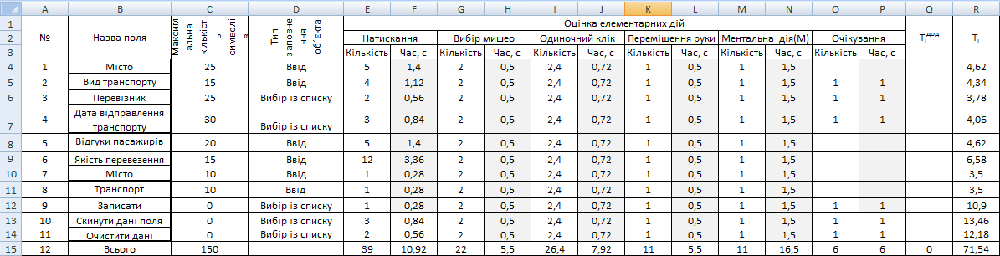 A B C D E F G H I J K L M N O P Q R
1 Оцінка елементарних дій
2 № Назва поля
Максим
альна
кількіст
ь
символі
в
Тип
заповне
ння
об´єкта
Натискання Вибір мишео Одиночний клік Переміщення руки Ментальна дія(М) Очікування Tiдод Ti
3 Кількість Час, с Кількість Час, с Кількість Час, с Кількість Час, с Кількість Час, с Кількість Час, с
4 1 Місто 25 Ввід 5 1,4 2 0,5 2,4 0,72 1 0,5 1 1,5 4,62
5 2 Вид транспорту 15 Ввід 4 1,12 2 0,5 2,4 0,72 1 0,5 1 1,5 1 1 4,34
6 3 Перевізник 25 Вибір із списку 2 0,56 2 0,5 2,4 0,72 1 0,5 1 1,5 1 1 3,78
7 4 Дата відправлення
транспорту 30 Вибір із списку 3 0,84 2 0,5 2,4 0,72 1 0,5 1 1,5 1 1 4,06
8 5 Відгуки пасажирів 20 Ввід 5 1,4 2 0,5 2,4 0,72 1 0,5 1 1,5 4,62
9 6 Якість перевезення 15 Ввід 12 3,36 2 0,5 2,4 0,72 1 0,5 1 1,5 6,58
10 7 Місто 10 Ввід 1 0,28 2 0,5 2,4 0,72 1 0,5 1 1,5 3,5
11 8 Транспорт 10 Ввід 1 0,28 2 0,5 2,4 0,72 1 0,5 1 1,5 3,5
12 9 Записати 0 Вибір із списку 1 0,28 2 0,5 2,4 0,72 1 0,5 1 1,5 1 1 10,9
13 10 Скинути дані поля 0 Вибір із списку 3 0,84 2 0,5 2,4 0,72 1 0,5 1 1,5 1 1 13,46
14 11 Очистити дані 0 Вибір із списку 2 0,56 2 0,5 2,4 0,72 1 0,5 1 1,5 1 1 12,18
15 12 Всього 150 39 10,92 22 5,5 26,4 7,92 11 5,5 11 16,5 6 6 0 71,54